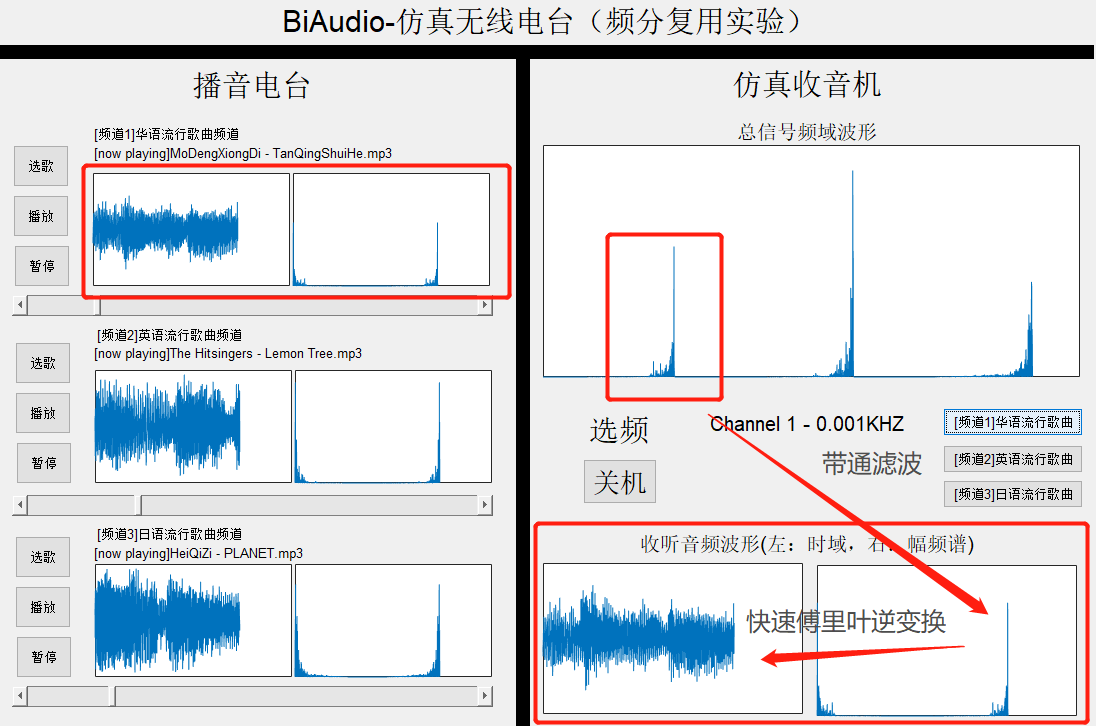 BiAudio-仿真无线电台（频分复用实验）
播音电台
[频道1]华语流行歌曲频道
[now playing]MoDengXiongDi - TanQingShuiHe.mp3
选歌
播放
暂停
[频道2]英语流行歌曲频道
[now playing]The Hitsingers - Lemon Tree.mp3
选歌
播放
暂停
[频道3]日语流行歌曲频道
[now playing]HeiQiZi - PLANET.mp3
选歌
播放
暂停
仿真收音机
总信号频域波形
选频
Channel 1 - 0.001KHZ
[频道1]华语流行歌曲
带通滤波
[频道2]英语流行歌曲
关机
[频道3]日语流行歌曲
收听音频波形(左：时域，右：幅频谱)
快速傅里叶逆变换